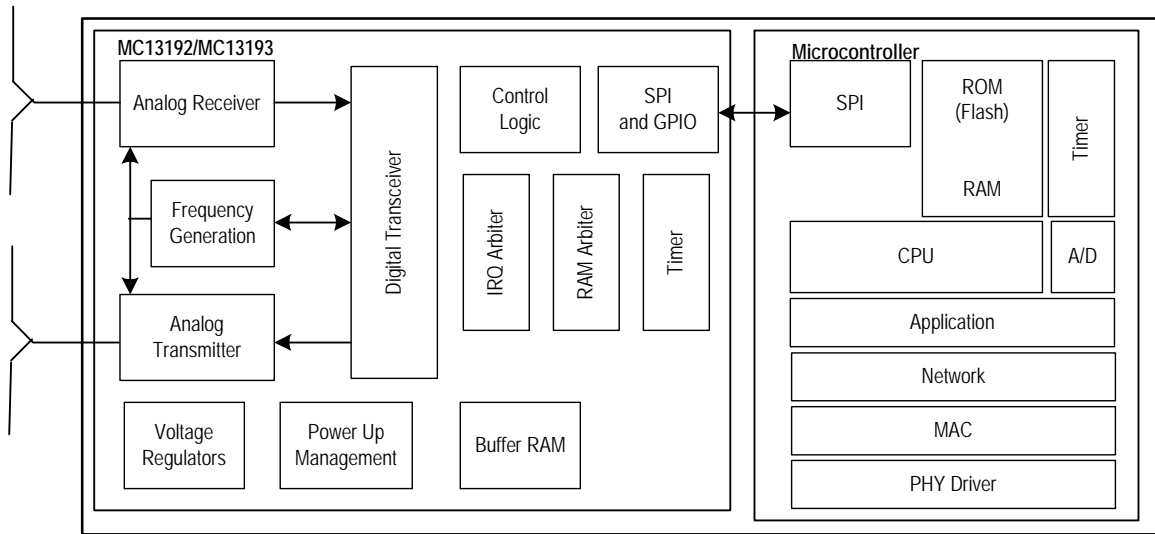 MC13192/MC13193
Analog Receiver
Frequency
Generation
Analog
Transmitter
Voltage
Regulators
Power Up
Management
Digital Transceiver
Control
Logic
SPI
and GPIO
IRQ Arbiter
RAM Arbiter
Timer
Buffer RAM
Microcontroller
SPI
ROM
(Flash)
RAM
Timer
CPU
A/D
Application
Network
MAC
PHY Driver